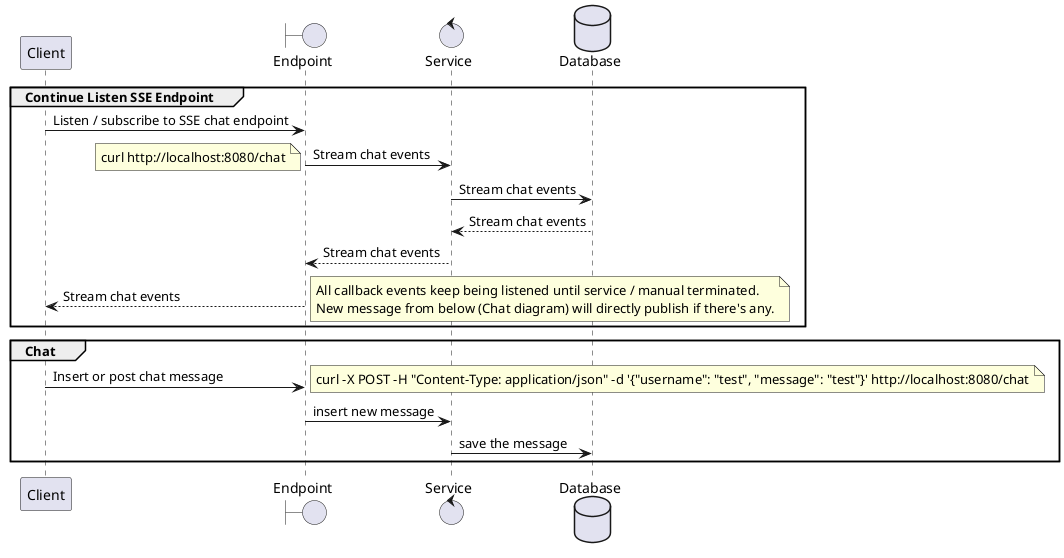 Client
Endpoint
Service
Database
Continue Listen SSE Endpoint
Listen / subscribe to SSE chat endpoint
curl http://localhost:8080/chat
Stream chat events
Stream chat events
Stream chat events
Stream chat events
Stream chat events
All callback events keep being listened until service / manual terminated.
New message from below (Chat diagram) will directly publish if there's any.
Chat
Insert or post chat message
curl -X POST -H "Content-Type: application/json" -d '{"username": "test", "message": "test"}' http://localhost:8080/chat
insert new message
save the message
Client
Endpoint
Service
Database